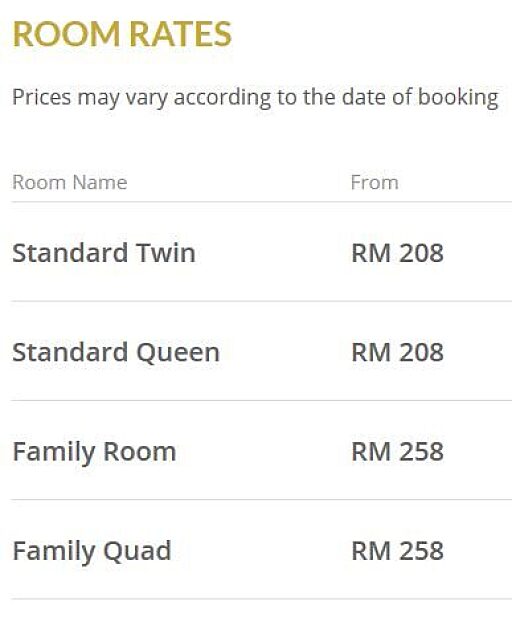 ROOM RATES
Prices may vary according to the date of booking
Room Name From
Standard Twin RM 208
Standard Queen RM 208
Family Room RM 258
Family Quad RM 258